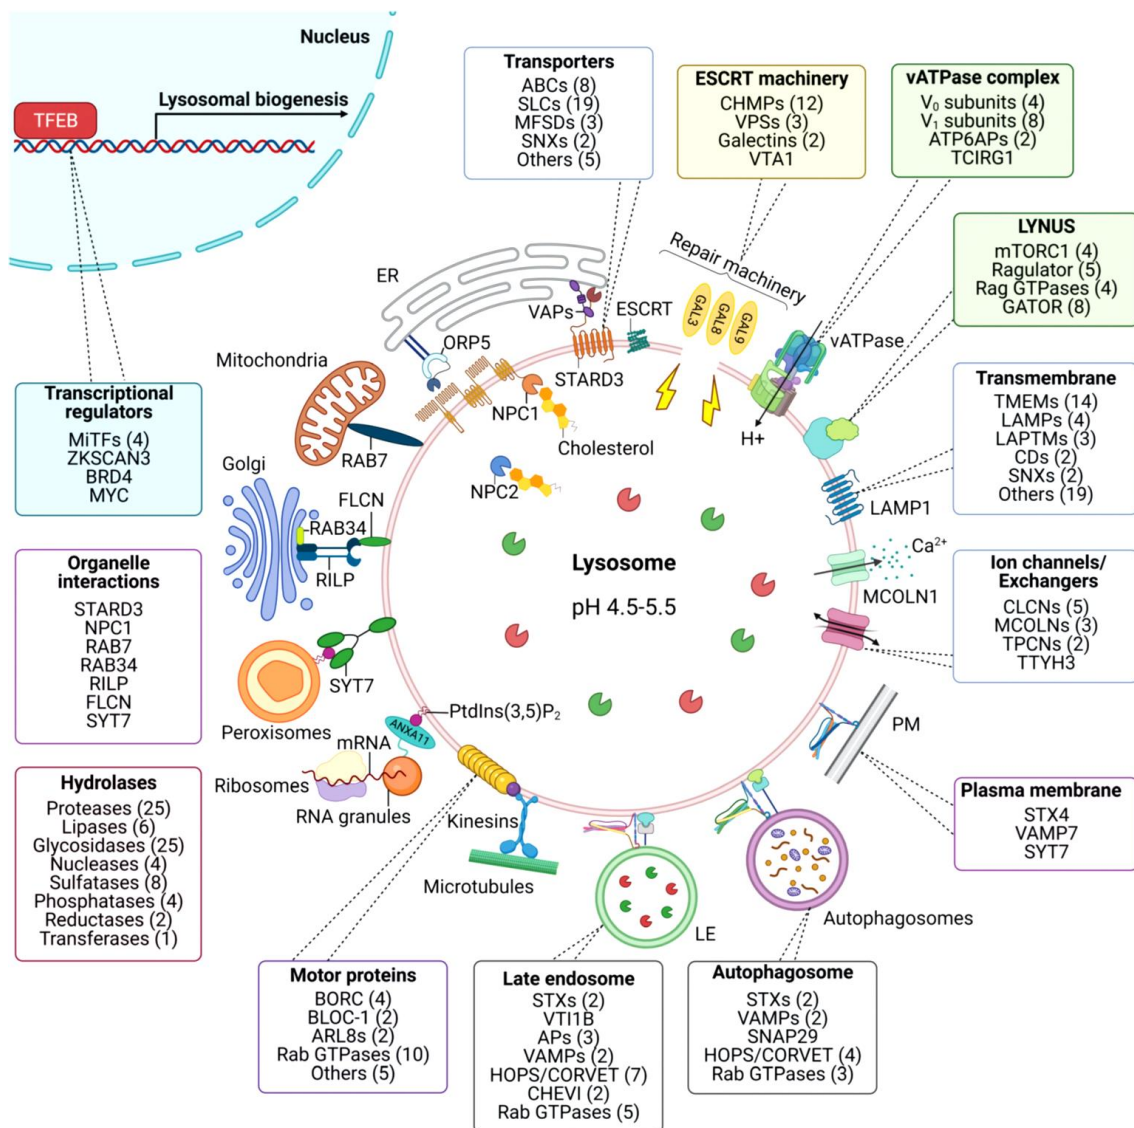 Nucleus
Lysosomal biogenesis
TFEB
Transporters
ABCs (8)
SLCs (19)
MFSDs (3)
SNXs (2)
Others (5)
ESCRT machinery
CHMPs (12)
VPSs (3)
Galectins (2)
VTA1
vATPase complex
V₀ subunits (4)
V₁ subunits (8)
ATP6APs (2)
TCIRG1
LYNUS
mTORC1 (4)
Ragulator (5)
Rag GTPases (4)
GATOR (8)
Transmembrane
TMEMs (14)
LAMPs (4)
LAPTMs (3)
CDs (2)
SNXs (2)
Others (19)
Ion channels/
Exchangers
CLCNs (5)
MCOLNs (3)
TPCNs (2)
TTYH3
Plasma membrane
STX4
VAMP7
SYT7
Transcriptional
regulators
MiTFs (4)
ZKSCAN3
BRD4
MYC
Organelle
interactions
STARD3
NPC1
RAB7
RAB34
RILP
FLCN
SYT7
Hydrolases
Proteases (25)
Lipases (6)
Glycosidases (25)
Nucleases (4)
Sulfatases (8)
Phosphatases (4)
Reductases (2)
Transferases (1)
Motor proteins
BORC (4)
BLOC-1 (2)
ARL8s (2)
Rab GTPases (10)
Others (5)
Late endosome
STXs (2)
VTI1B
APs (3)
VAMPs (2)
HOPS/CORVET (7)
CHEVI (2)
Rab GTPases (5)
Autophagosome
STXs (2)
VAMPs (2)
SNAP29
HOPS/CORVET (4)
Rab GTPases (3)
ER
VAPs
ESCRT
Repair machinery
GAL3
GAL8
GAL9
vATPase
ORP5
STARD3
Mitochondria
NPC1
Cholesterol
H+
RAB7
Golgi
FLCN
NPC2
LAMP1
RAB34
RILP
Lysosome
pH 4.5-5.5
Ca²⁺
MCOLN1
SYT7
Peroxisomes
PtdIns(3,5)P₂
ANXA11
mRNA
Ribosomes
RNA granules
Kinesins
Microtubules
PM
LE
Autophagosomes